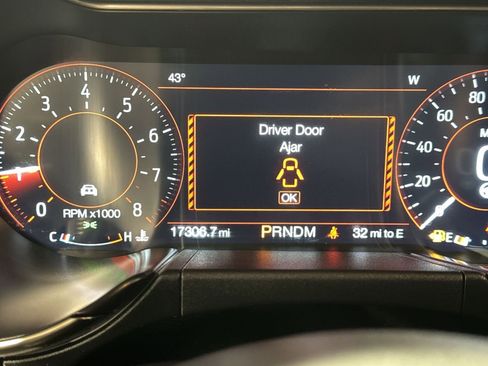 43°
W
Driver Door
Ajar
OK
0
1
2
3
4
5
6
7
8
RPM x1000
C
H
17306.7 mi
PRNDM
32 mi to E
20
40
60
80
M
0
E